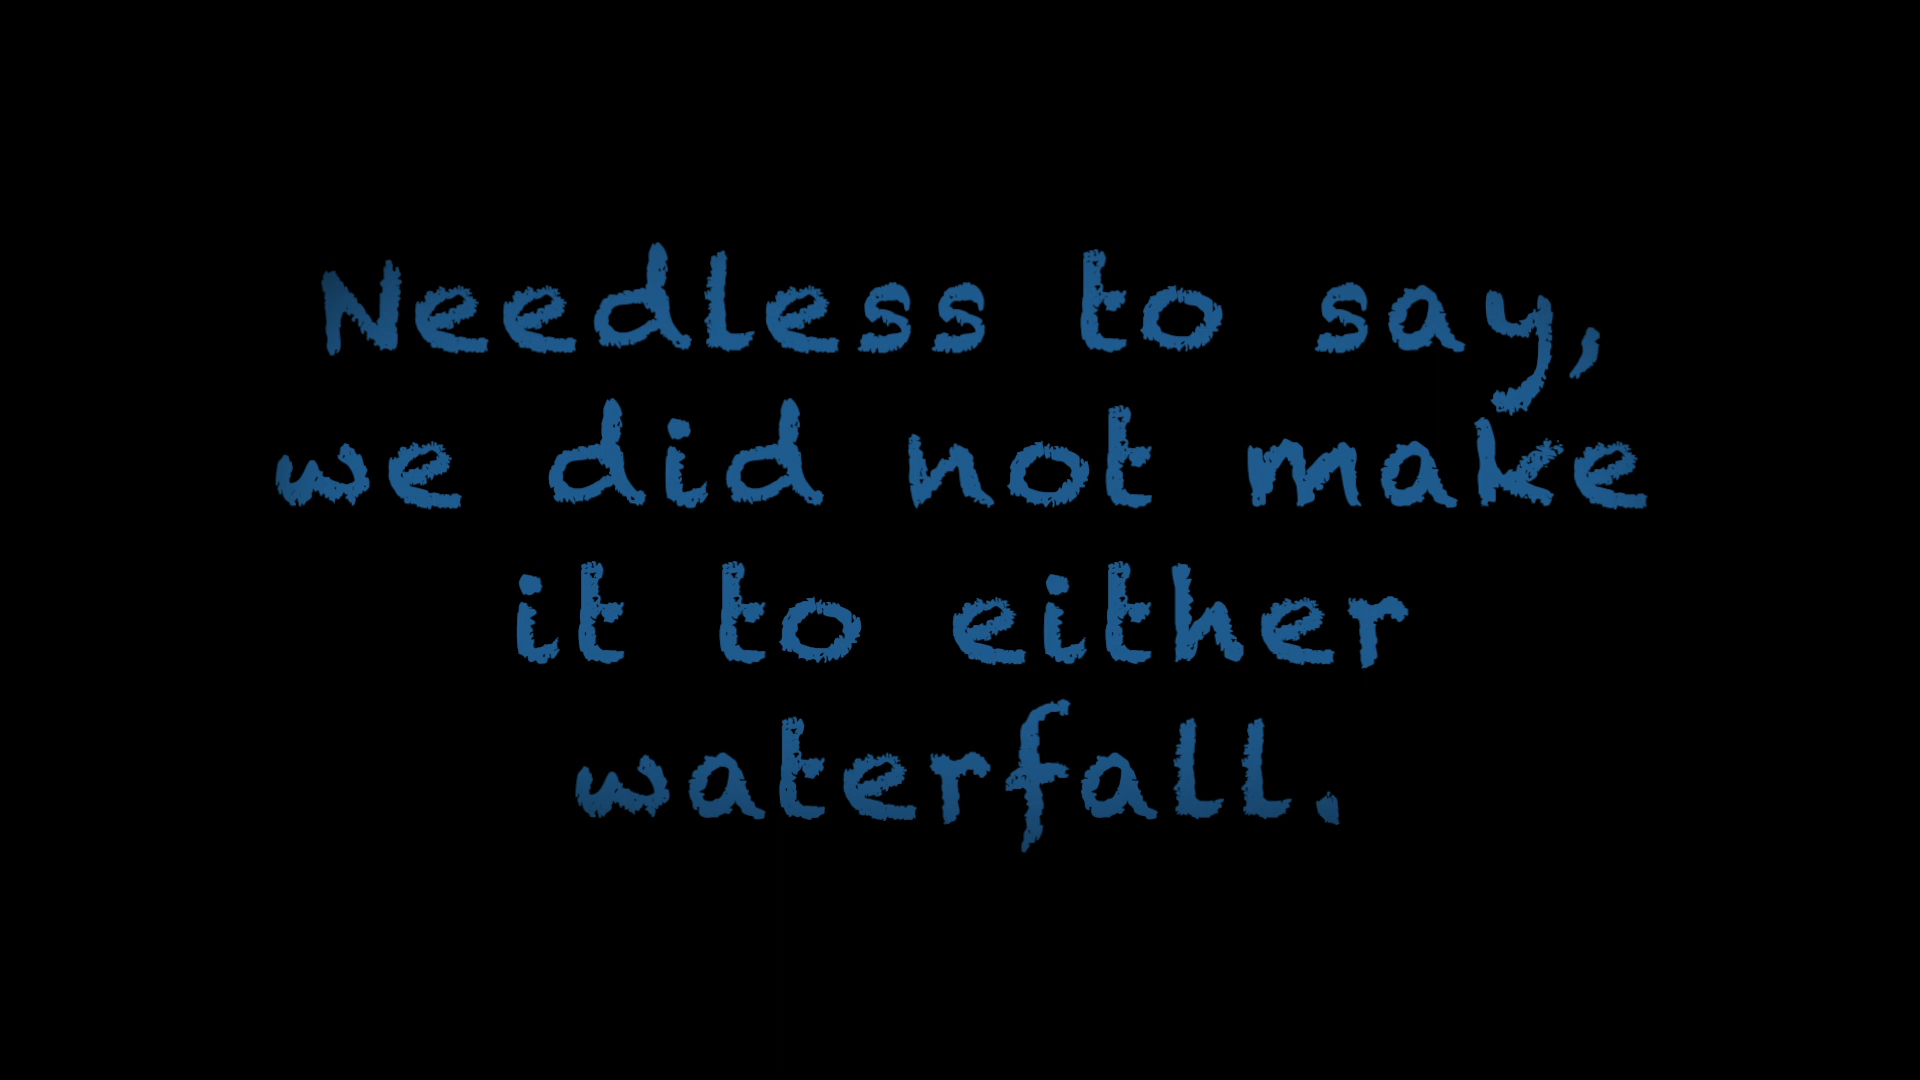 Needless to say,
we did not make
it to either
waterfall.